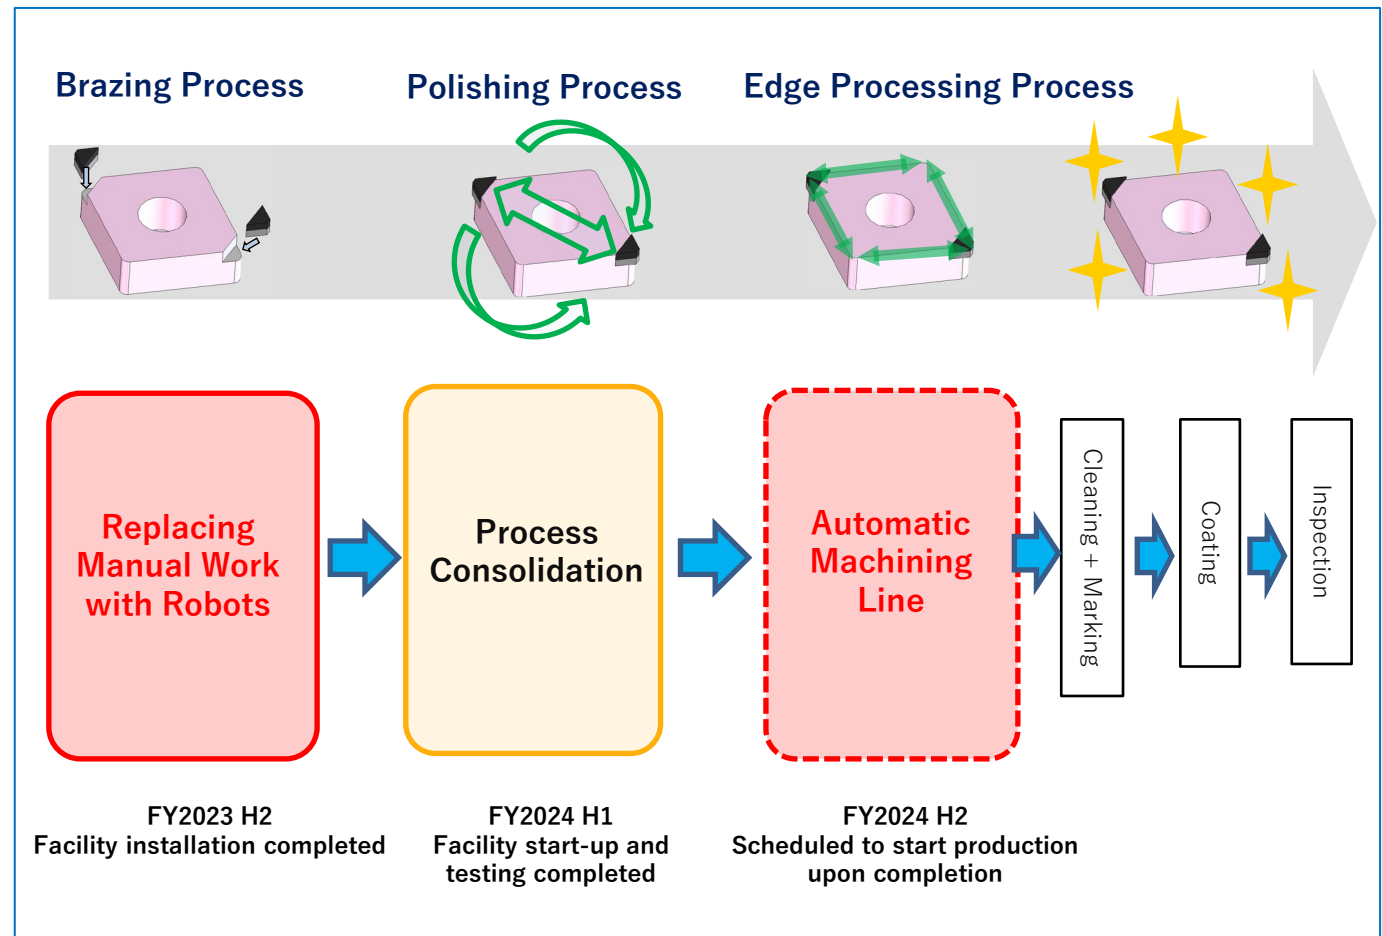 Brazing Process
Polishing Process
Edge Processing Process
Replacing
Manual Work
with Robots
Process
Consolidation
Automatic
Machining
Line
Cleaning + Marking
Coating
Inspection
FY2023 H2
Facility installation completed
FY2024 H1
Facility start-up and
testing completed
FY2024 H2
Scheduled to start production
upon completion